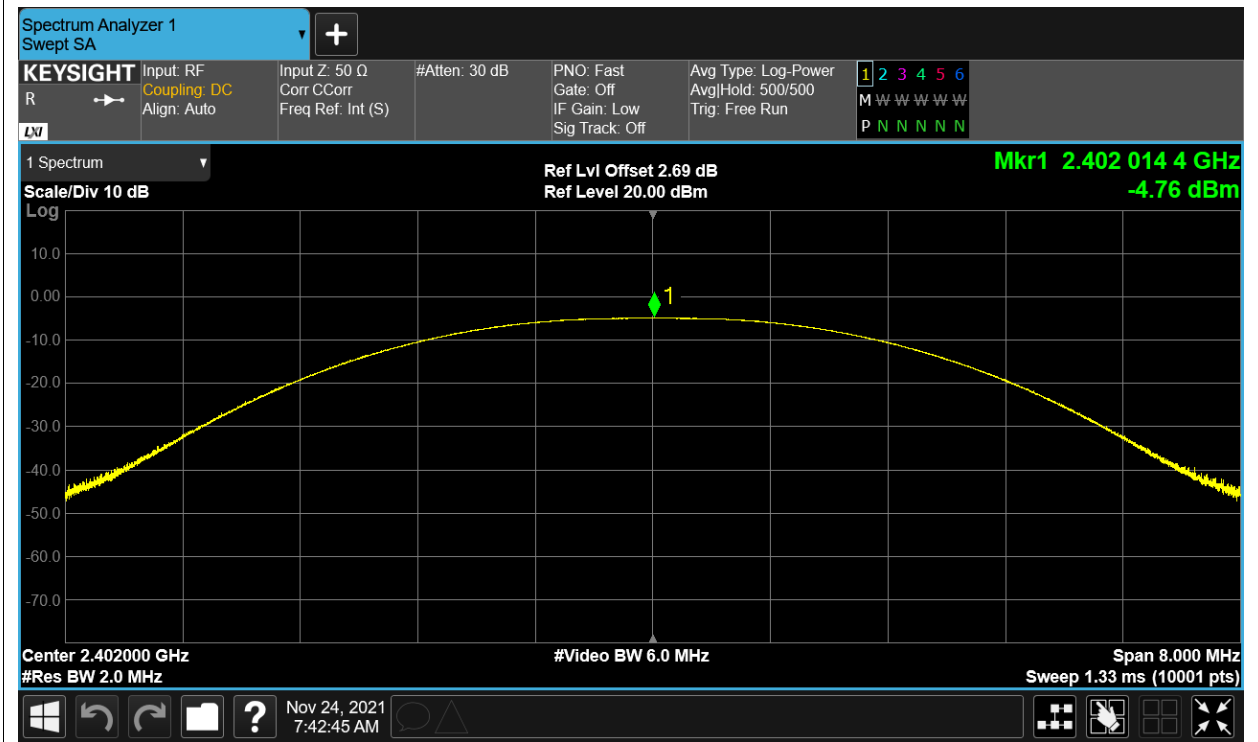 Spectrum Analyzer 1
Swept SA
+
KEYSIGHT
R
LXI
Input: RF
Coupling: DC
Align: Auto
Input Z: 50 Ω
Corr CCorr
Freq Ref: Int (S)
#Atten: 30 dB
PNO: Fast
Gate: Off
IF Gain: Low
Sig Track: Off
Avg Type: Log-Power
Avg|Hold: 500/500
Trig: Free Run
1 2 3 4 5 6
M W W W W W
P N N N N N
1 Spectrum
Scale/Div 10 dB
Ref Lvl Offset 2.69 dB
Ref Level 20.00 dBm
Mkr1 2.402 014 4 GHz
-4.76 dBm
Log
10.0
0.00
1
-10.0
-20.0
-30.0
-40.0
-50.0
-60.0
-70.0
Center 2.402000 GHz
#Res BW 2.0 MHz
#Video BW 6.0 MHz
Span 8.000 MHz
Sweep 1.33 ms (10001 pts)
?
Nov 24, 2021
7:42:45 AM